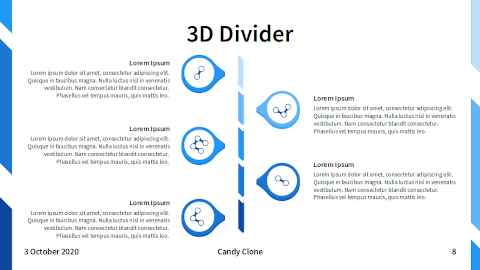 3D Divider
Lorem Ipsum
Lorem ipsum dolor sit amet, consectetur adipiscing elit.
Quisque in faucibus magna. Nulla luctus nisl in venenatis
vestibulum. Nam consectetur blandit consectetur.
Phasellus vel tempus mauris, quis mattis leo.
Lorem Ipsum
Lorem ipsum dolor sit amet, consectetur adipiscing elit.
Quisque in faucibus magna. Nulla luctus nisl in venenatis
vestibulum. Nam consectetur blandit consectetur.
Phasellus vel tempus mauris, quis mattis leo.
Lorem Ipsum
Lorem ipsum dolor sit amet, consectetur adipiscing elit.
Quisque in faucibus magna. Nulla luctus nisl in venenatis
vestibulum. Nam consectetur blandit consectetur.
Phasellus vel tempus mauris, quis mattis leo.
Lorem Ipsum
Lorem ipsum dolor sit amet, consectetur adipiscing elit.
Quisque in faucibus magna. Nulla luctus nisl in venenatis
vestibulum. Nam consectetur blandit consectetur.
Phasellus vel tempus mauris, quis mattis leo.
Lorem Ipsum
Lorem ipsum dolor sit amet, consectetur adipiscing elit.
Quisque in faucibus magna. Nulla luctus nisl in venenatis
vestibulum. Nam consectetur blandit consectetur.
Phasellus vel tempus mauris, quis mattis leo.
3 October 2020
Candy Clone
8